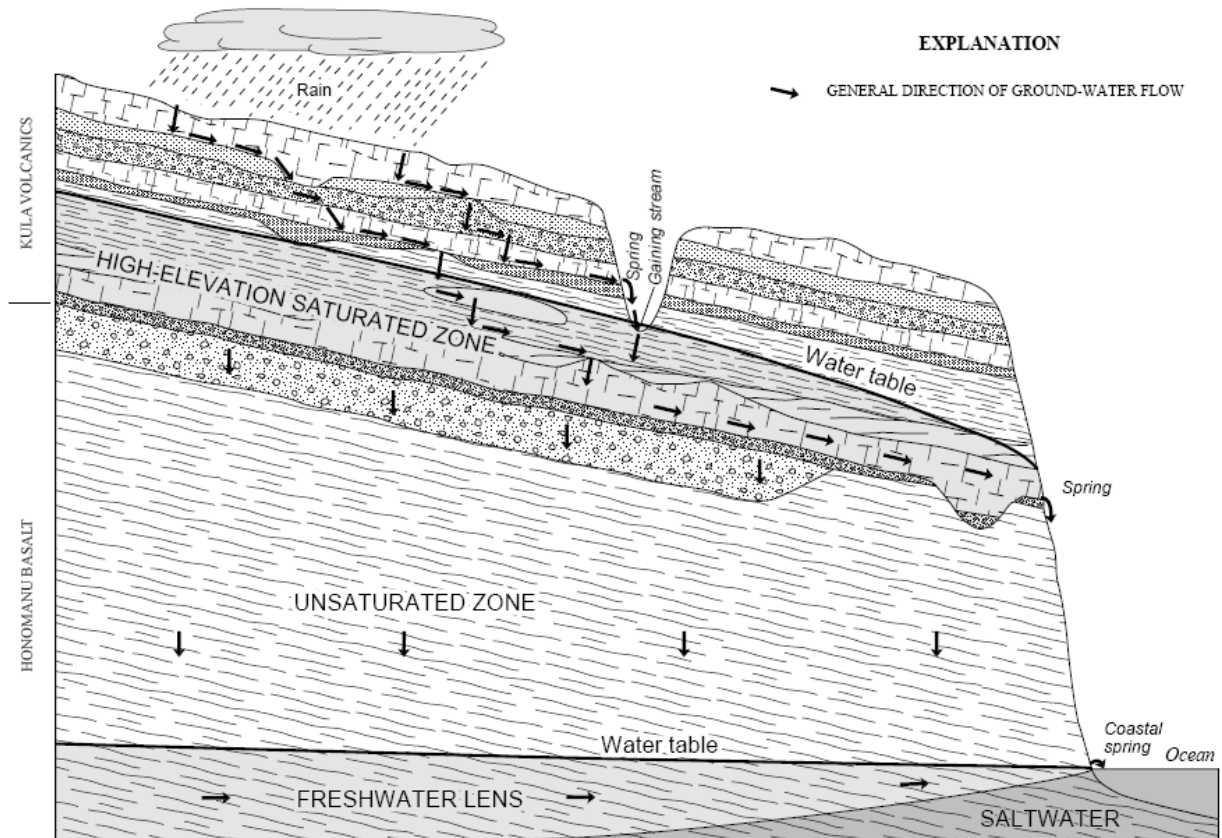 EXPLANATION
GENERAL DIRECTION OF GROUND-WATER FLOW
Rain
KULA VOLCANICS
Spring
Gaining stream
HIGH-ELEVATION SATURATED ZONE
Water table
Spring
HONOMANU BASALT
UNSATURATED ZONE
Water table
Coastal
spring
Ocean
FRESHWATER LENS
SALTWATER